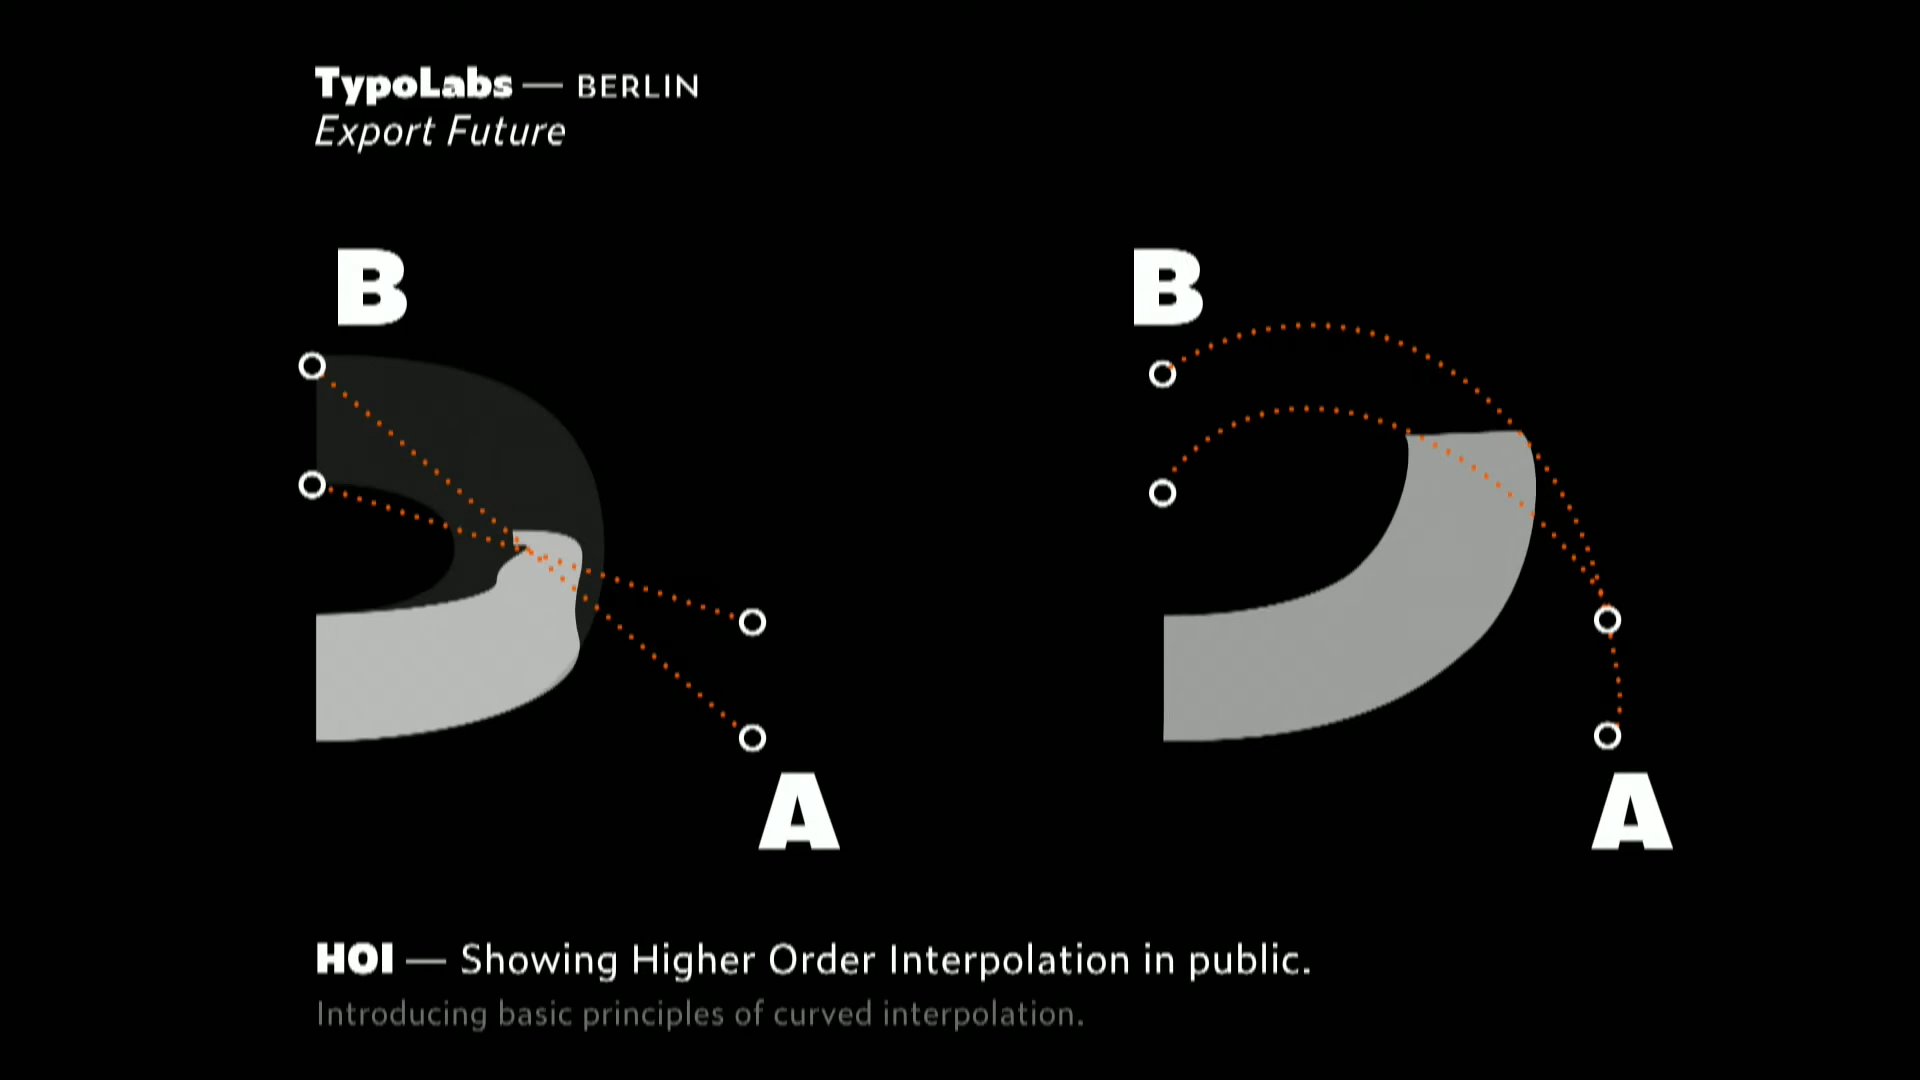 TypoLabs — BERLIN
Export Future
B
B
A
A
HOI — Showing Higher Order Interpolation in public.
Introducing basic principles of curved interpolation.